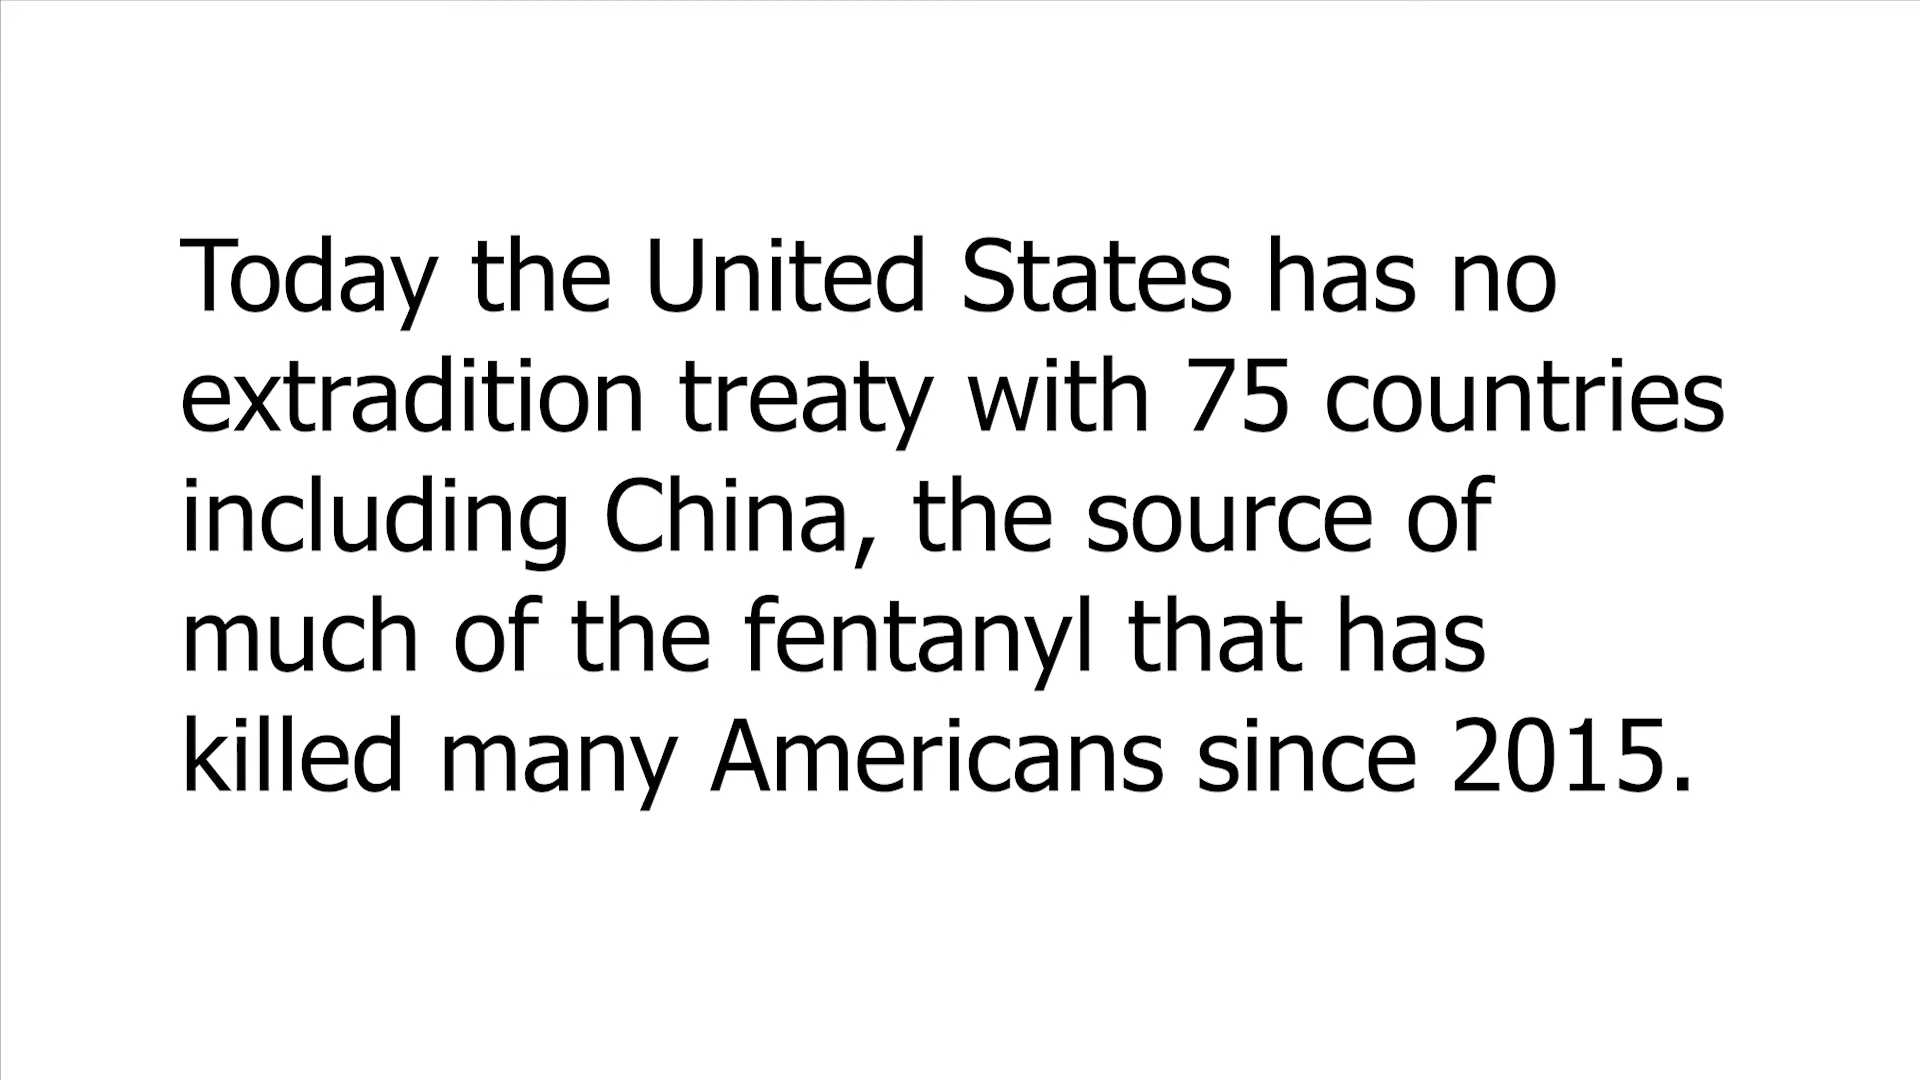 Today the United States has no
extradition treaty with 75 countries
including China, the source of
much of the fentanyl that has
killed many Americans since 2015.